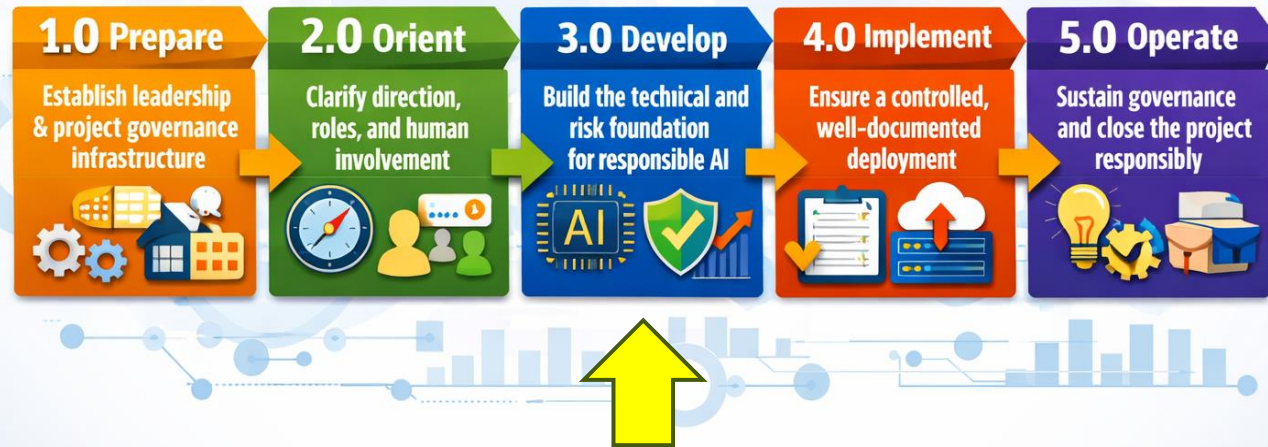 1.0 Prepare
Establish leadership
& project governance
infrastructure
2.0 Orient
Clarify direction,
roles, and human
involvement
3.0 Develop
Build the technical and
risk foundation
for responsible AI
AI
4.0 Implement
Ensure a controlled,
well-documented
deployment
5.0 Operate
Sustain governance
and close the project
responsibly